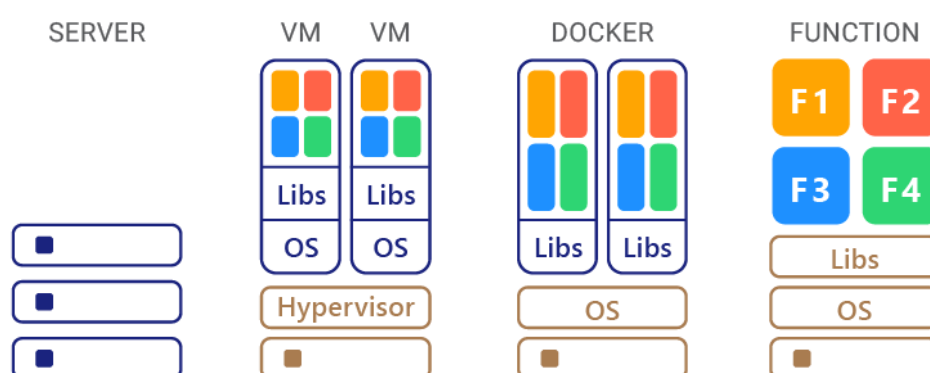 SERVER
VM VM
DOCKER
FUNCTION
F1 F2
F3 F4
Libs Libs
OS OS
Hypervisor
Libs Libs
OS
Libs
OS